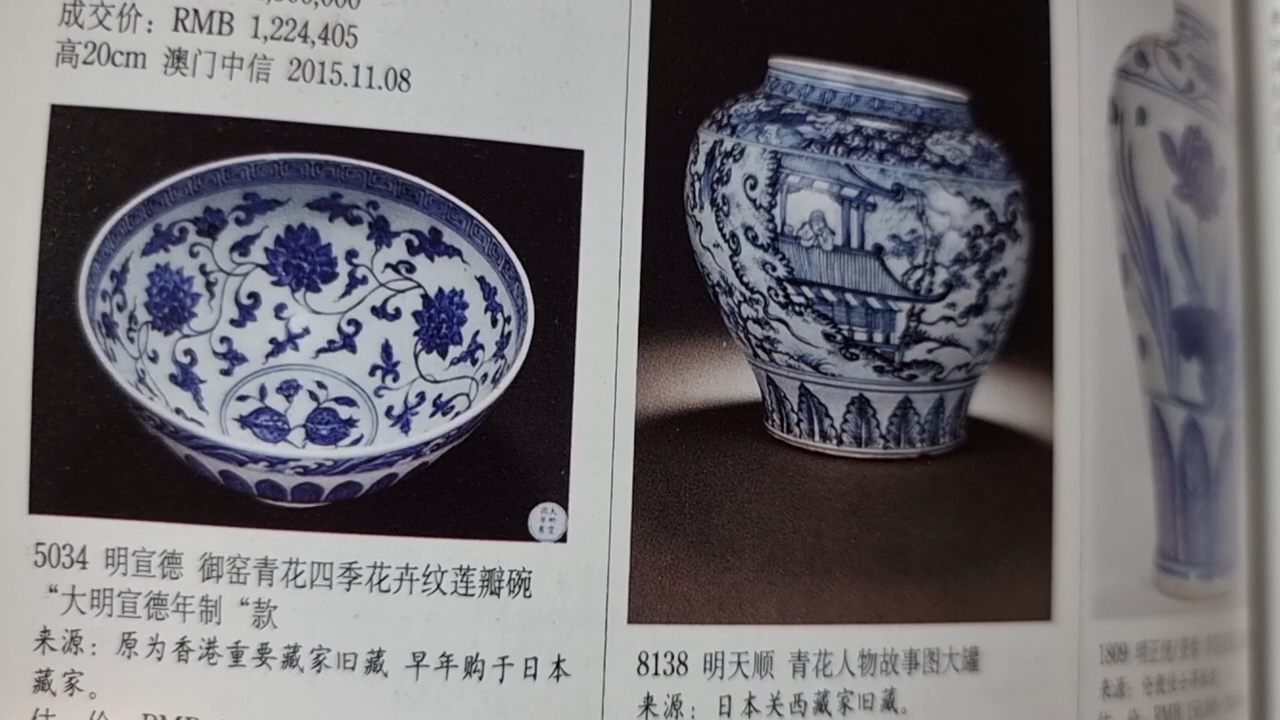 成交价：RMB 1,224,405
高20cm 澳门中信 2015.11.08
5034 明宣德 御窑青花四季花卉纹莲瓣碗
“大明宣德年制“款
来源：原为香港重要藏家旧藏 早年购于日本
藏家。
8138 明天顺 青花人物故事图大罐
来源：日本关西藏家旧藏。
1809 明正统